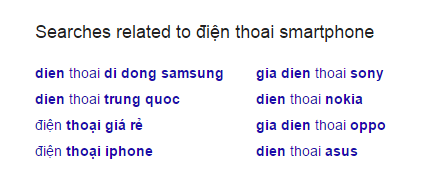 Searches related to điện thoai smartphone
dien thoai di dong samsung
dien thoai trung quoc
điện thoại giá rẻ
điện thoại iphone
gia dien thoai sony
dien thoai nokia
gia dien thoai oppo
dien thoai asus